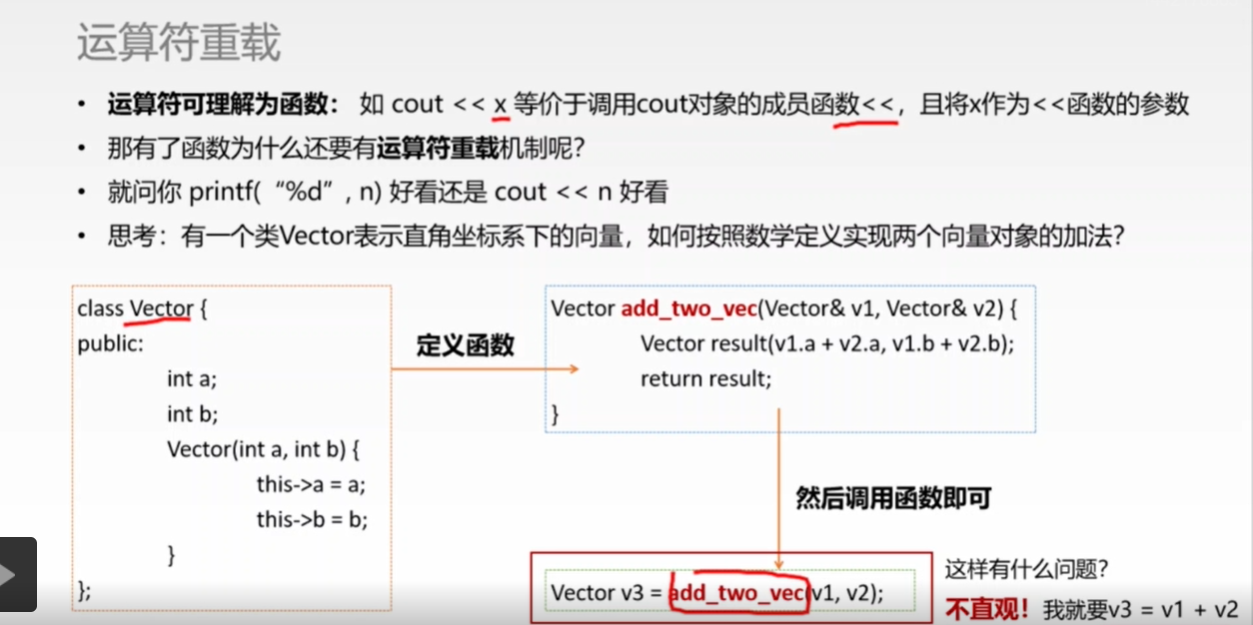 运算符重载
• 运算符可理解为函数： 如 cout << x 等价于调用cout对象的成员函数<<，且将x作为<<函数的参数
• 那有了函数为什么还要有运算符重载机制呢？
• 就问你 printf(“%d”, n) 好看还是 cout << n 好看
• 思考：有一个类Vector表示直角坐标系下的向量，如何按照数学定义实现两个向量对象的加法？
class Vector {
public:
int a;
int b;
Vector(int a, int b) {
this->a = a;
this->b = b;
}
};
定义函数
Vector add_two_vec(Vector& v1, Vector& v2) {
Vector result(v1.a + v2.a, v1.b + v2.b);
return result;
}
然后调用函数即可
Vector v3 = add_two_vec(v1, v2);
这样有什么问题？
不直观！我就要v3 = v1 + v2